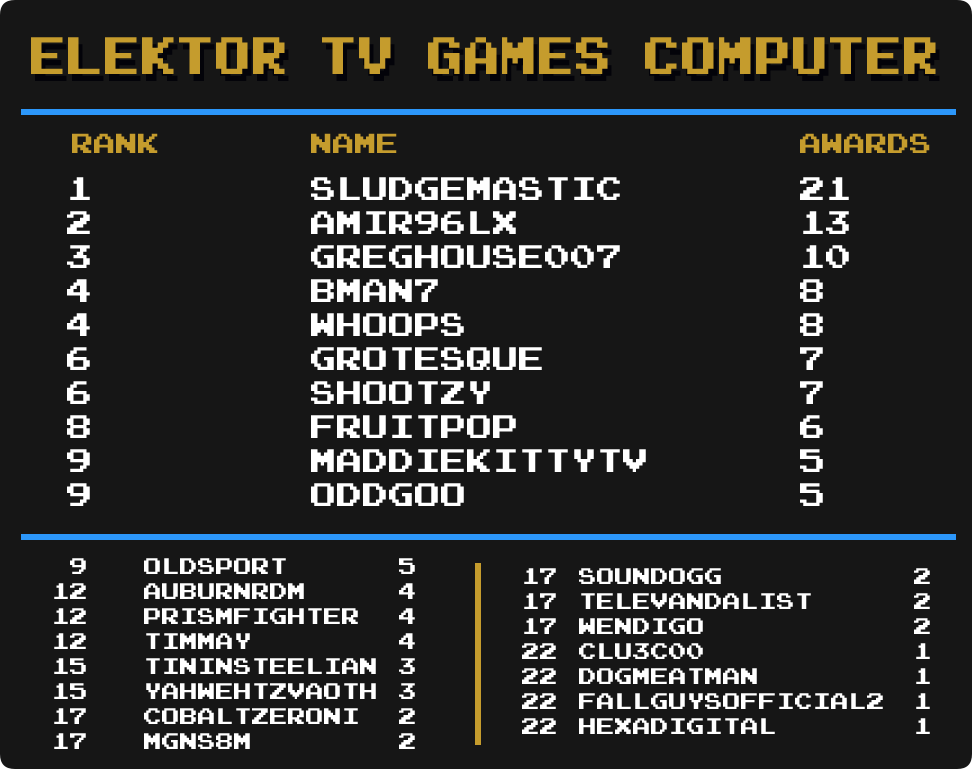 ELEKTOR TV GAMES COMPUTER
RANK NAME AWARDS
1 SLUDGEMASTIC 21
2 AMIR96LX 13
3 GREGHOUSE007 10
4 BMAN7 8
4 WHOOPS 8
6 GROTESQUE 7
6 SHOOTZY 7
8 FRUITPOP 6
9 MADDIEKITTYTV 5
9 ODDGOO 5
9 OLDSPORT 5
12 AUBURNRDM 4
12 PRISMFIGHTER 4
12 TIMMAY 4
15 TININSTEELIAN 3
15 YAHWEHTZVAOTH 3
17 COBALTZERONI 2
17 MGNS8M 2
17 SOUNDOGG 2
17 TELEVANDALIST 2
17 WENDIGO 2
22 CLU3C00 1
22 DOGMEATMAN 1
22 FALLGUYSOFFICIAL2 1
22 HEXADIGITAL 1